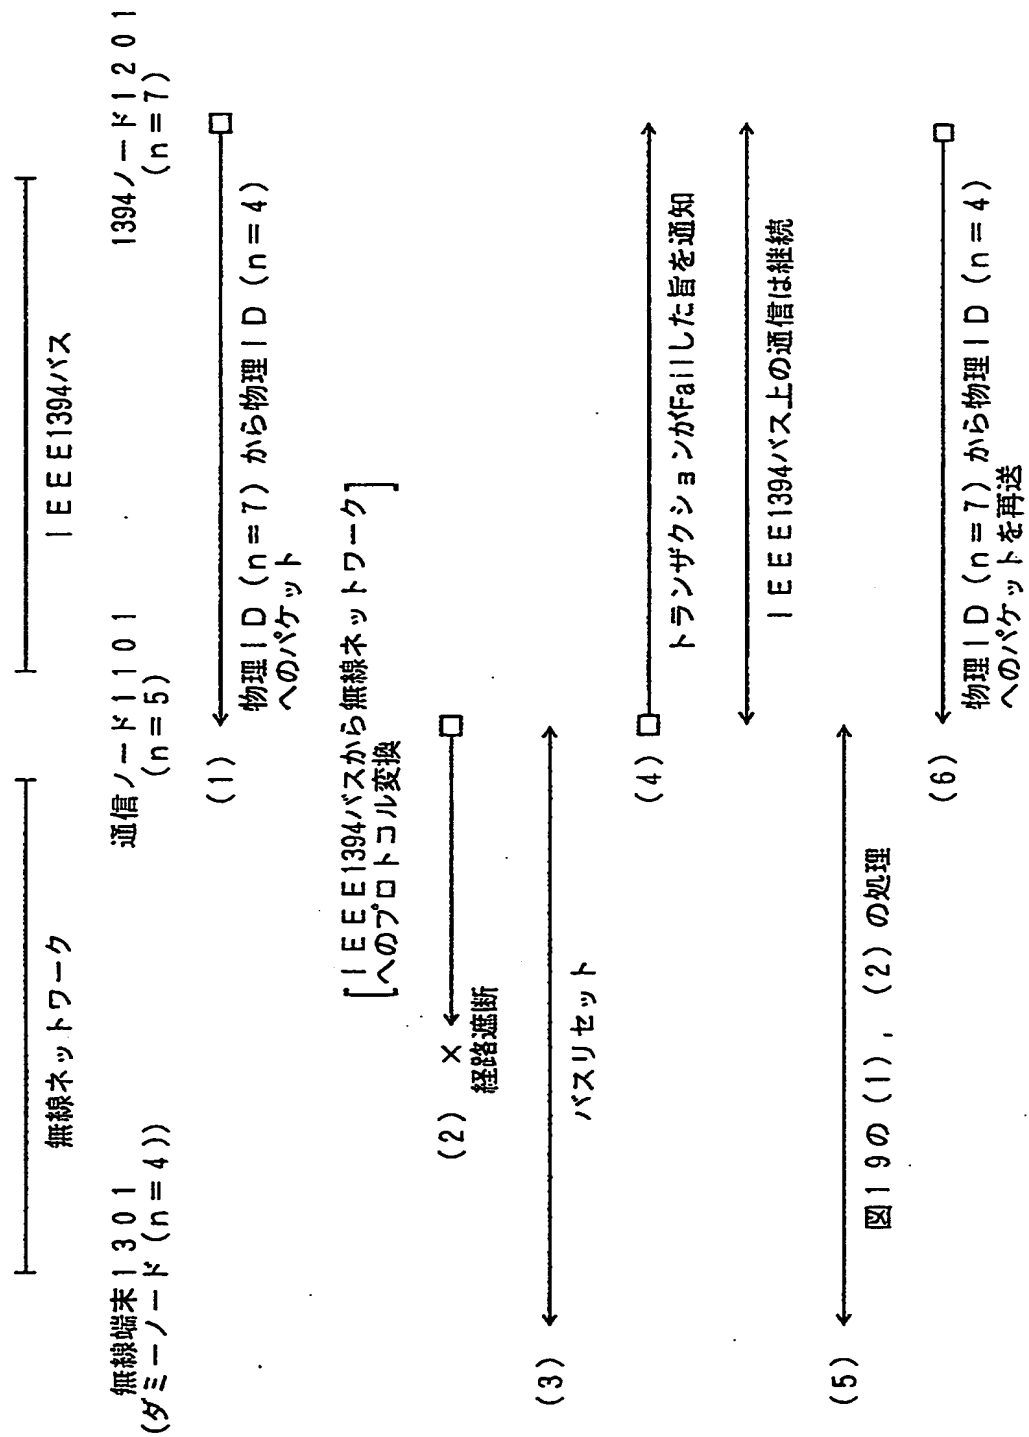 無線ネットワーク
IEEE1394バス
無線端末1301
(ダミーノード(n=4))
通信ノード1101
(n=5)
1394ノード1201
(n=7)
(1)
物理ID(n=7)から物理ID(n=4)
へのパケット
[IEEE1394バスから無線ネットワーク
へのプロトコル変換]
(2)
×
経路遮断
(3)
バスリセット
(4)
トランザクションがFailした旨を通知
IEEE1394バス上の通信は継続
(5)
図19の(1),(2)の処理
(6)
物理ID(n=7)から物理ID(n=4)
へのパケットを再送